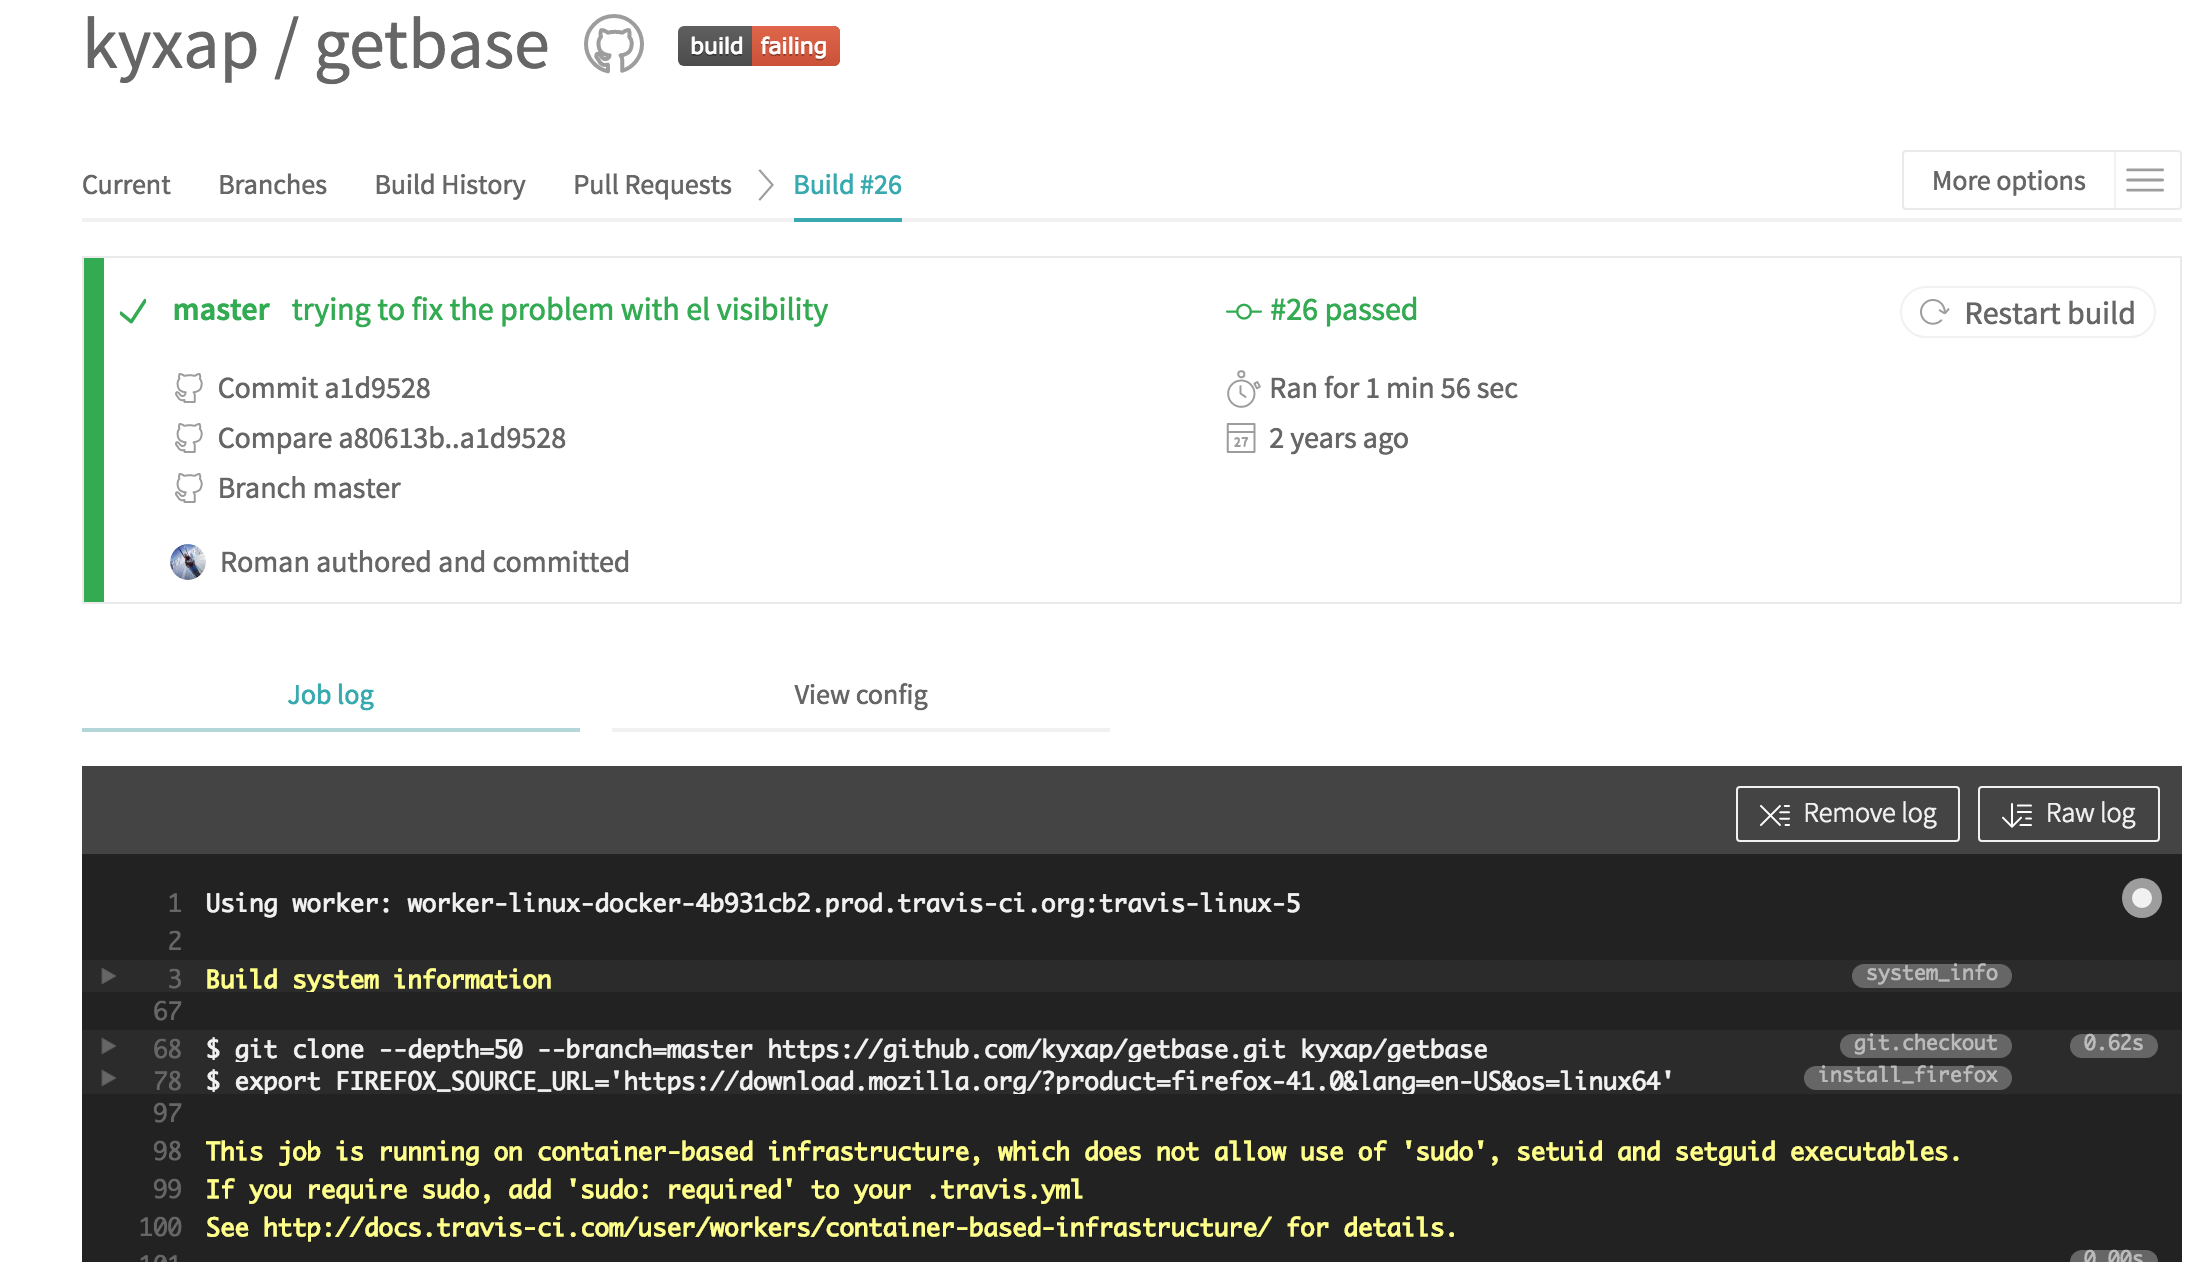 kyxap / getbase build failing
Current Branches Build History Pull Requests Build #26 More options
master trying to fix the problem with el visibility
#26 passed
Restart build
Commit a1d9528
Ran for 1 min 56 sec
Compare a80613b..a1d9528
27 2 years ago
Branch master
Roman authored and committed
Job log View config
Remove log Raw log
1 Using worker: worker-linux-docker-4b931cb2.prod.travis-ci.org:travis-linux-5
2
3 Build system information system_info
67
68 $ git clone --depth=50 --branch=master https://github.com/kyxap/getbase.git kyxap/getbase git.checkout 0.62s
78 $ export FIREFOX_SOURCE_URL='https://download.mozilla.org/?product=firefox-41.0&lang=en-US&os=linux64' install_firefox
97
98 This job is running on container-based infrastructure, which does not allow use of 'sudo', setuid and setguid executables.
99 If you require sudo, add 'sudo: required' to your .travis.yml
100 See http://docs.travis-ci.com/user/workers/container-based-infrastructure/ for details.
101 0.00s